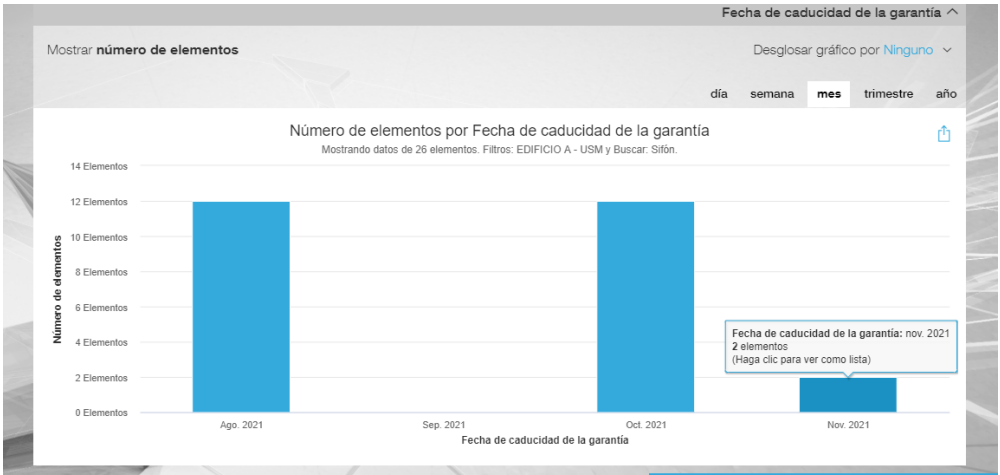 Fecha de caducidad de la garantía
Mostrar número de elementos
Desglosar gráfico por Ninguno
día semana mes trimestre año
Número de elementos por Fecha de caducidad de la garantía
Mostrando datos de 26 elementos. Filtros: EDIFICIO A - USM y Buscar: Sifón.
Número de elementos
14 Elementos
12 Elementos
10 Elementos
8 Elementos
6 Elementos
4 Elementos
2 Elementos
0 Elementos
Fecha de caducidad de la garantía: nov. 2021
2 elementos
(Haga clic para ver como lista)
Ago. 2021 Sep. 2021 Oct. 2021 Nov. 2021
Fecha de caducidad de la garantía